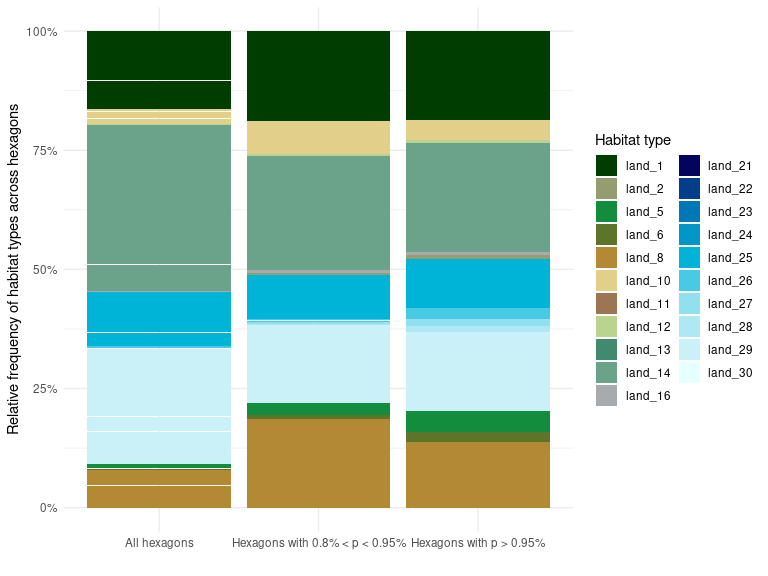 Relative frequency of habitat types across hexagons
100%
75%
50%
25%
0%
All hexagons
Hexagons with 0.8% < p < 0.95%
Hexagons with p > 0.95%
Habitat type
land_1
land_2
land_5
land_6
land_8
land_10
land_11
land_12
land_13
land_14
land_16
land_21
land_22
land_23
land_24
land_25
land_26
land_27
land_28
land_29
land_30